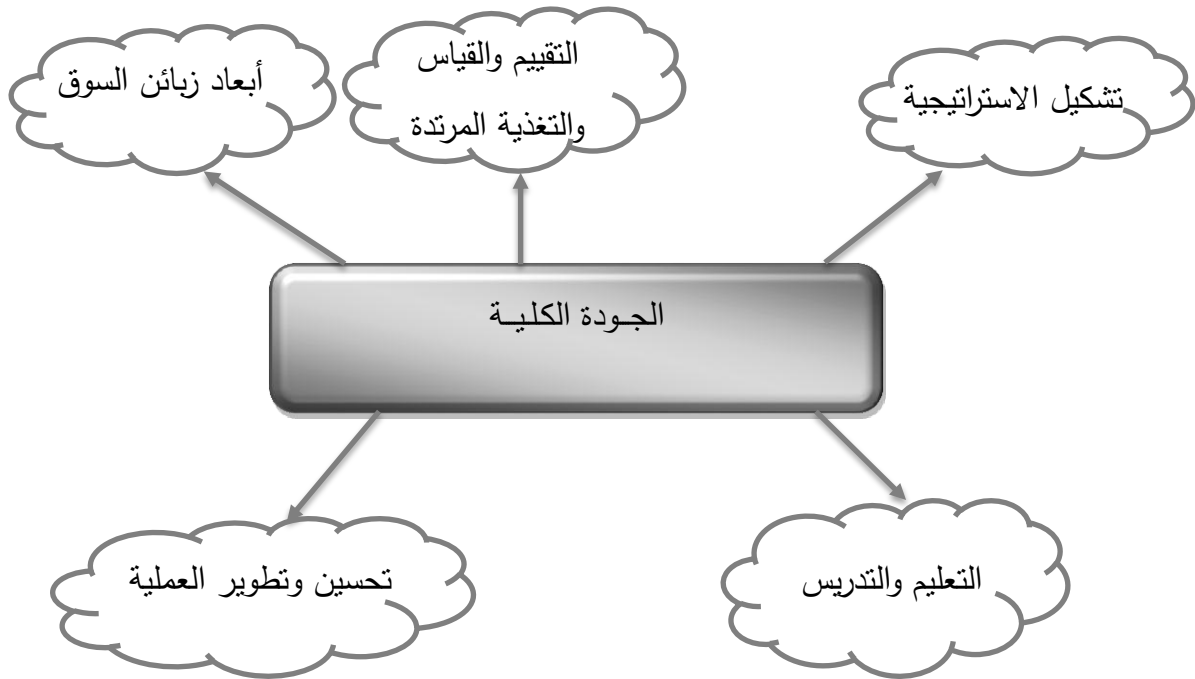 تشكيل الاستراتيجية
التقييم والقياس
والتغذية المرتدة
أبعاد زبائن السوق
الجـودة الكليـة
التعليم والتدريس
تحسين وتطوير العملية